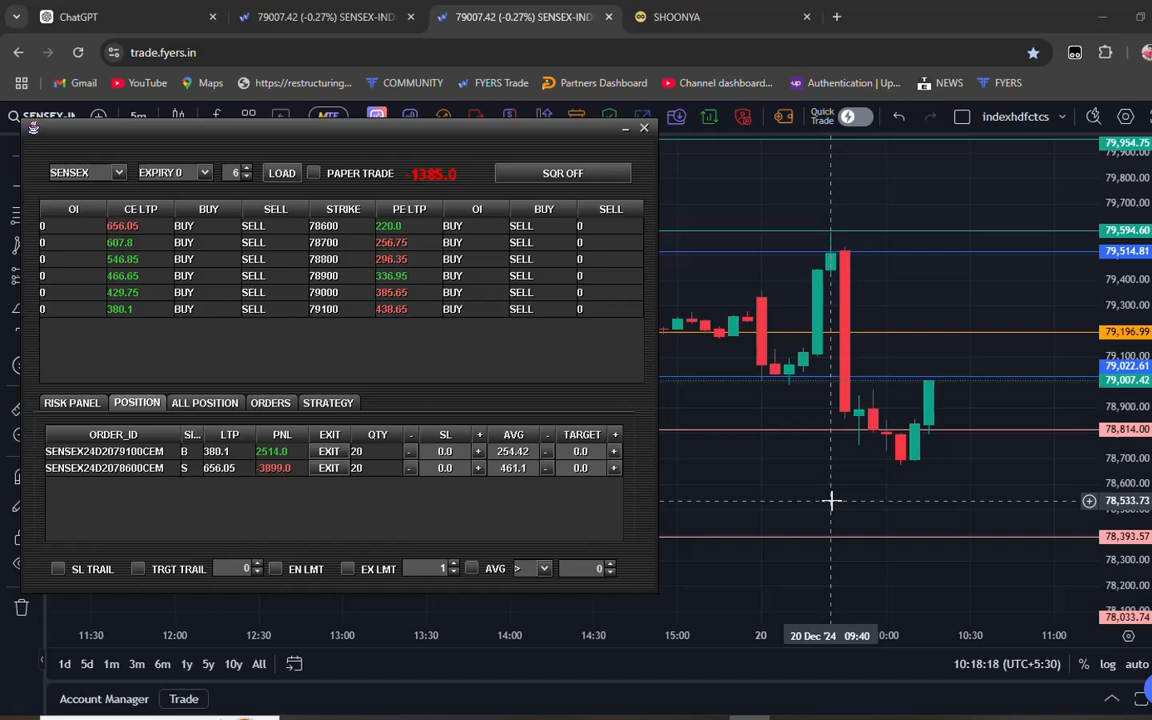 ChatGPT
79007.42 (-0.27%) SENSEX-IND
79007.42 (-0.27%) SENSEX-IND
SHOONYA
trade.fyers.in
Gmail
YouTube
Maps
https://restructuring...
COMMUNITY
FYERS Trade
Partners Dashboard
Channel dashboard...
Authentication | Up...
NEWS
FYERS
SENSEX-I
5m
MTF
Quick Trade
indexhdfctcs
SENSEX EXPIRY 0 6 LOAD PAPER TRADE -1385.0 SQR OFF
OI CE LTP BUY SELL STRIKE PE LTP OI BUY SELL
0 656.05 BUY SELL 78600 220.0 BUY SELL 0
0 607.8 BUY SELL 78700 256.75 BUY SELL 0
0 546.85 BUY SELL 78800 296.35 BUY SELL 0
0 466.65 BUY SELL 78900 336.95 BUY SELL 0
0 429.75 BUY SELL 79000 385.65 BUY SELL 0
0 380.1 BUY SELL 79100 438.65 BUY SELL 0
RISK PANEL POSITION ALL POSITION ORDERS STRATEGY
ORDER_ID SI... LTP PNL EXIT QTY - SL + AVG - TARGET +
SENSEX24D2079100CEM B 380.1 2514.0 EXIT 20 - 0.0 + 254.42 - 0.0 +
SENSEX24D2078600CEM S 656.05 -3899.0 EXIT 20 - 0.0 + 461.1 - 0.0 +
SL TRAIL TRGT TRAIL 0 EN LMT EX LMT 1 AVG > 0
79,954.75
79,900.00
79,800.00
79,700.00
79,594.60
79,514.81
79,400.00
79,300.00
79,196.99
79,100.00
79,022.61
79,007.42
78,900.00
78,814.00
78,700.00
78,600.00
78,533.73
78,393.57
78,300.00
78,200.00
78,033.74
11:30 12:00 12:30 13:00 13:30 14:00 14:30 15:00 20 20 Dec '24 09:40 0:00 10:30 11:00
1d 5d 1m 3m 6m 1y 5y 10y All
10:18:18 (UTC+5:30) % log auto
Account Manager Trade